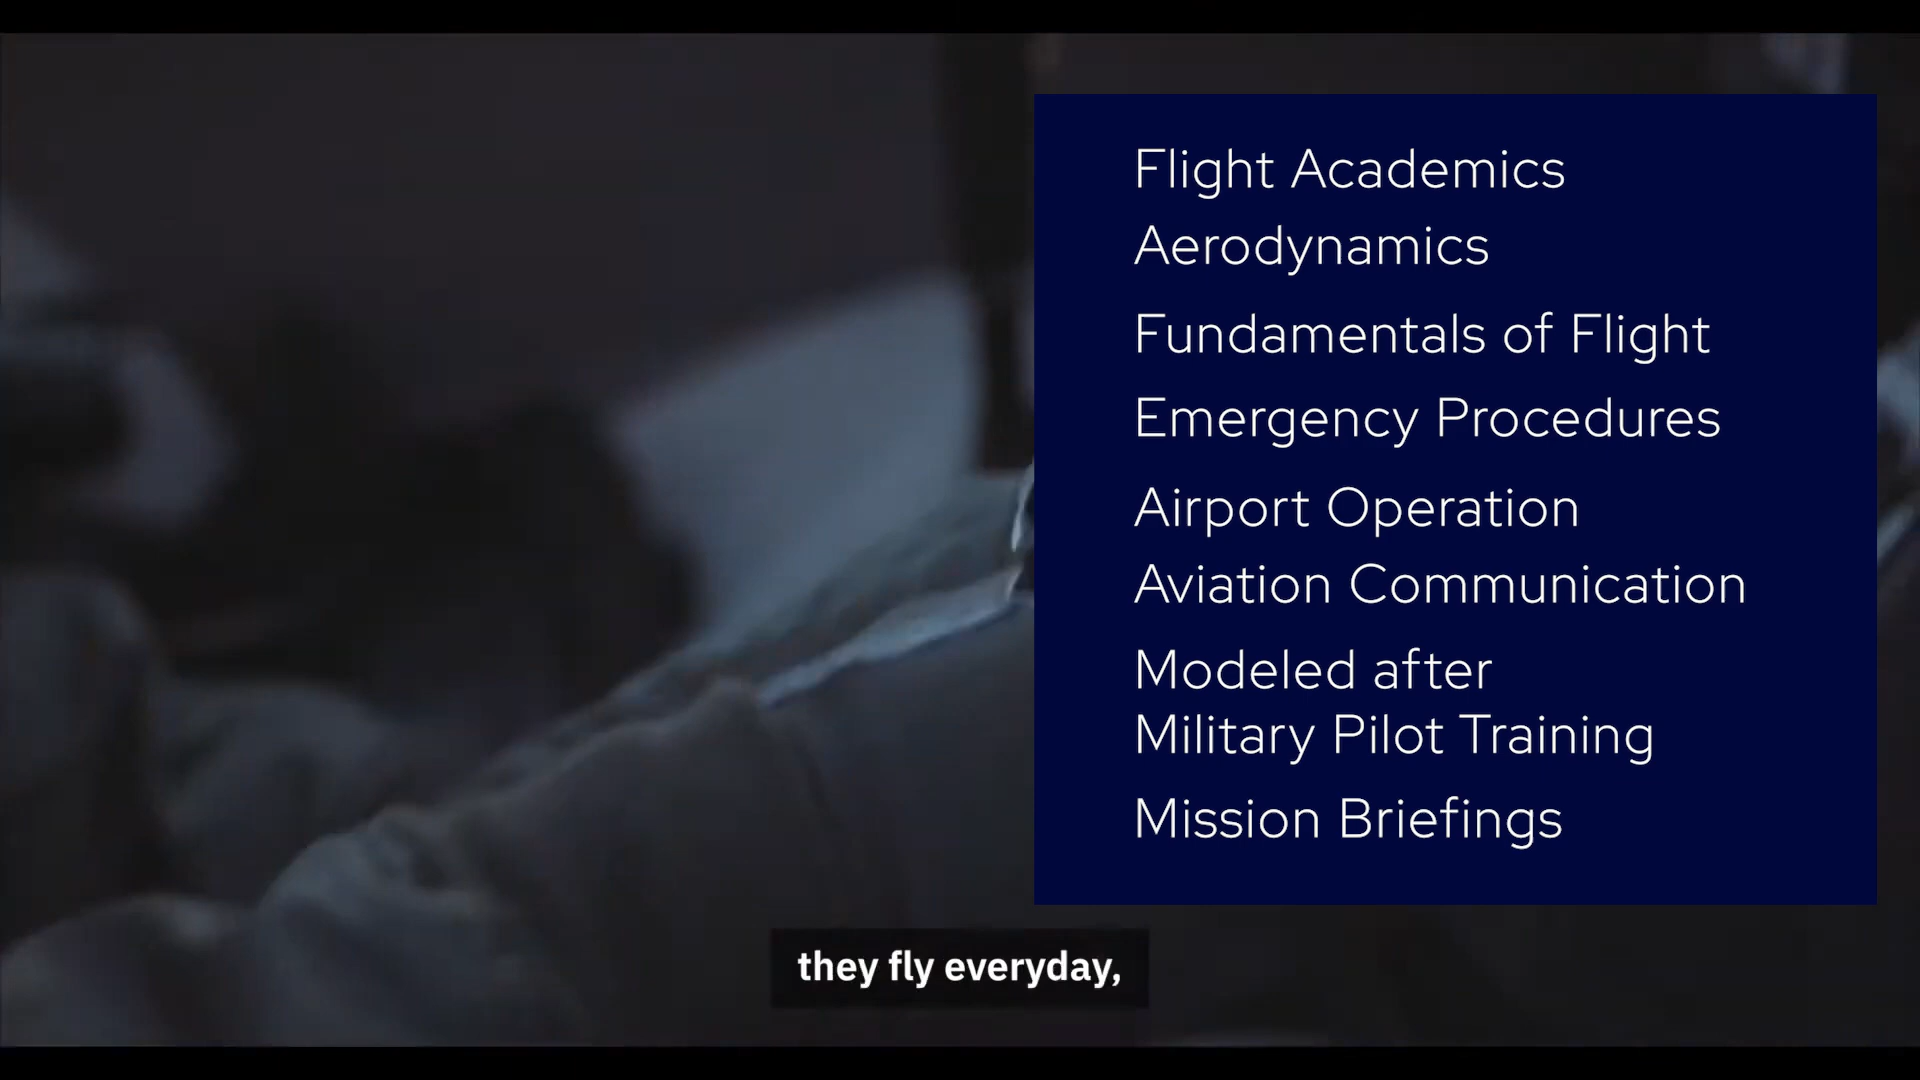 Flight Academics
Aerodynamics
Fundamentals of Flight
Emergency Procedures
Airport Operation
Aviation Communication
Modeled after
Military Pilot Training
Mission Briefings
they fly everyday,